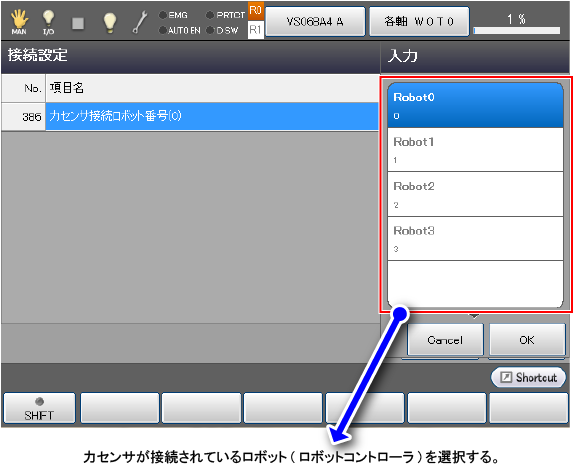 MAN
I/O
EMG
AUTO EN
PRTCT
DSW
R0
R1
VS068A4 A
各軸 W0T0
1 %
接続設定
入力
No. 項目名
386 力センサ接続ロボット番号(0)
Robot0
0
Robot1
1
Robot2
2
Robot3
3
Cancel OK
Shortcut
SHIFT
力センサが接続されているロボット ( ロボットコントローラ ) を選択する。